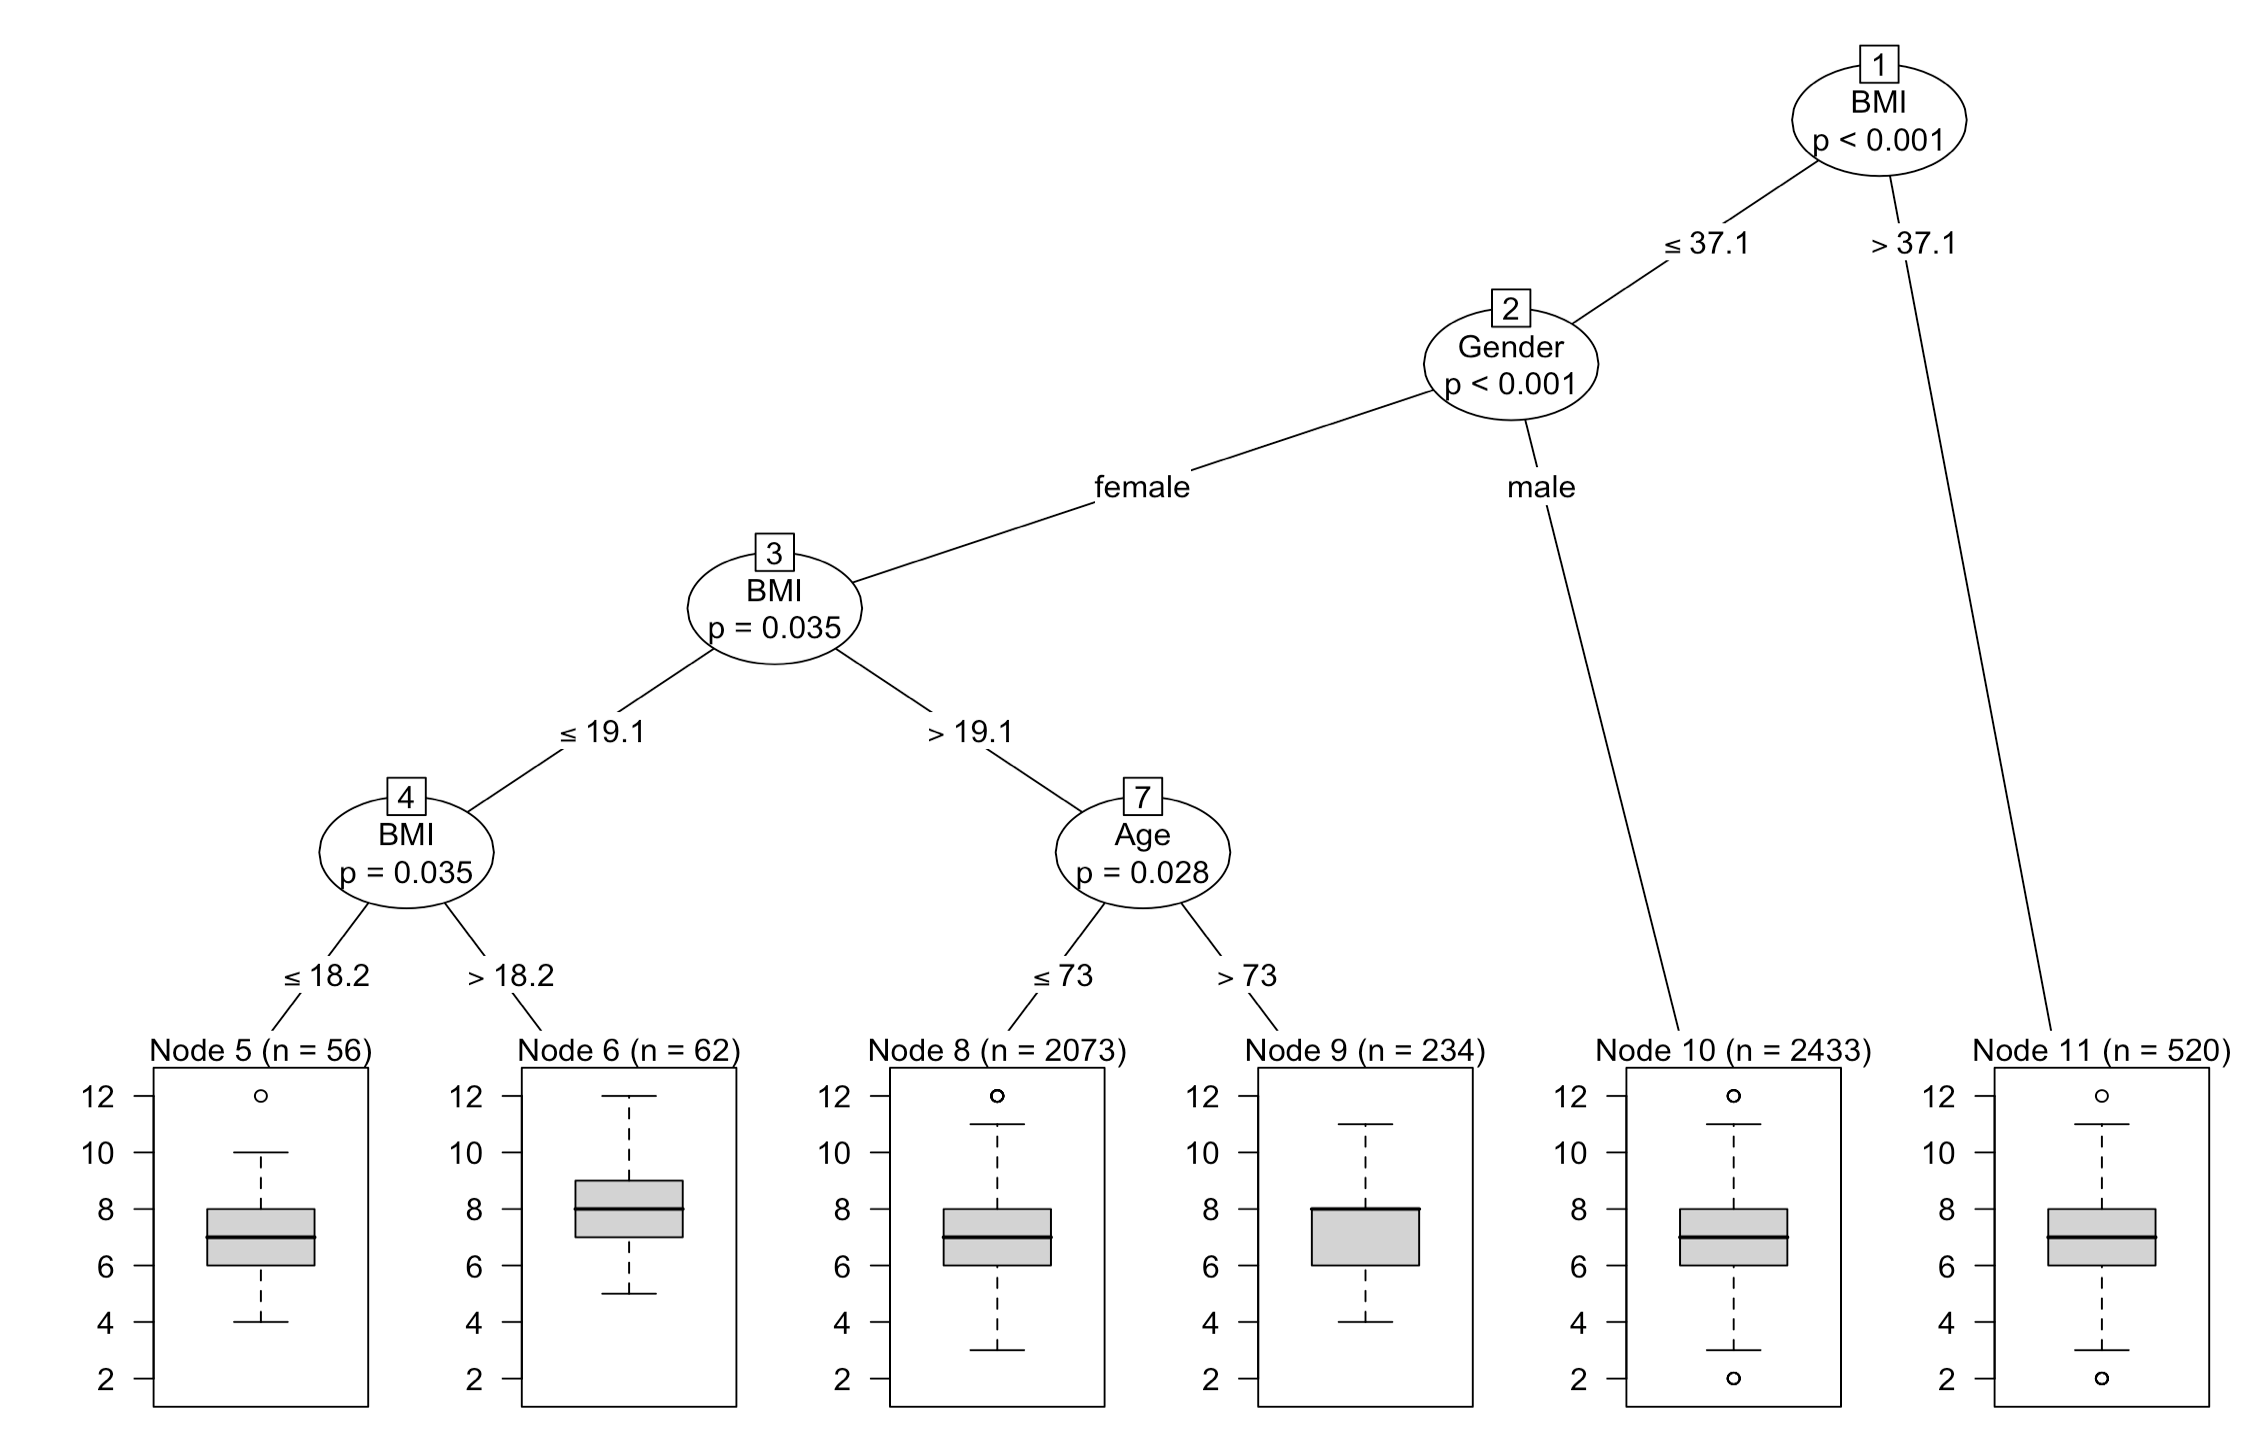 1
BMI
p < 0.001
≤ 37.1
> 37.1
2
Gender
p < 0.001
female
male
3
BMI
p = 0.035
≤ 19.1
> 19.1
4
BMI
p = 0.035
≤ 18.2
> 18.2
7
Age
p = 0.028
≤ 73
> 73
Node 5 (n = 56)
12
10
8
6
4
2
Node 6 (n = 62)
12
10
8
6
4
2
Node 8 (n = 2073)
12
10
8
6
4
2
Node 9 (n = 234)
12
10
8
6
4
2
Node 10 (n = 2433)
12
10
8
6
4
2
Node 11 (n = 520)
12
10
8
6
4
2